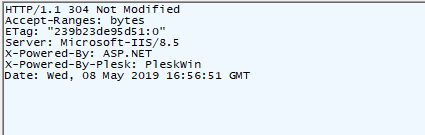 HTTP/1.1 304 Not Modified
Accept-Ranges: bytes
ETag: "239b23de95d51:0"
Server: Microsoft-IIS/8.5
X-Powered-By: ASP.NET
X-Powered-By-Plesk: PleskWin
Date: Wed, 08 May 2019 16:56:51 GMT